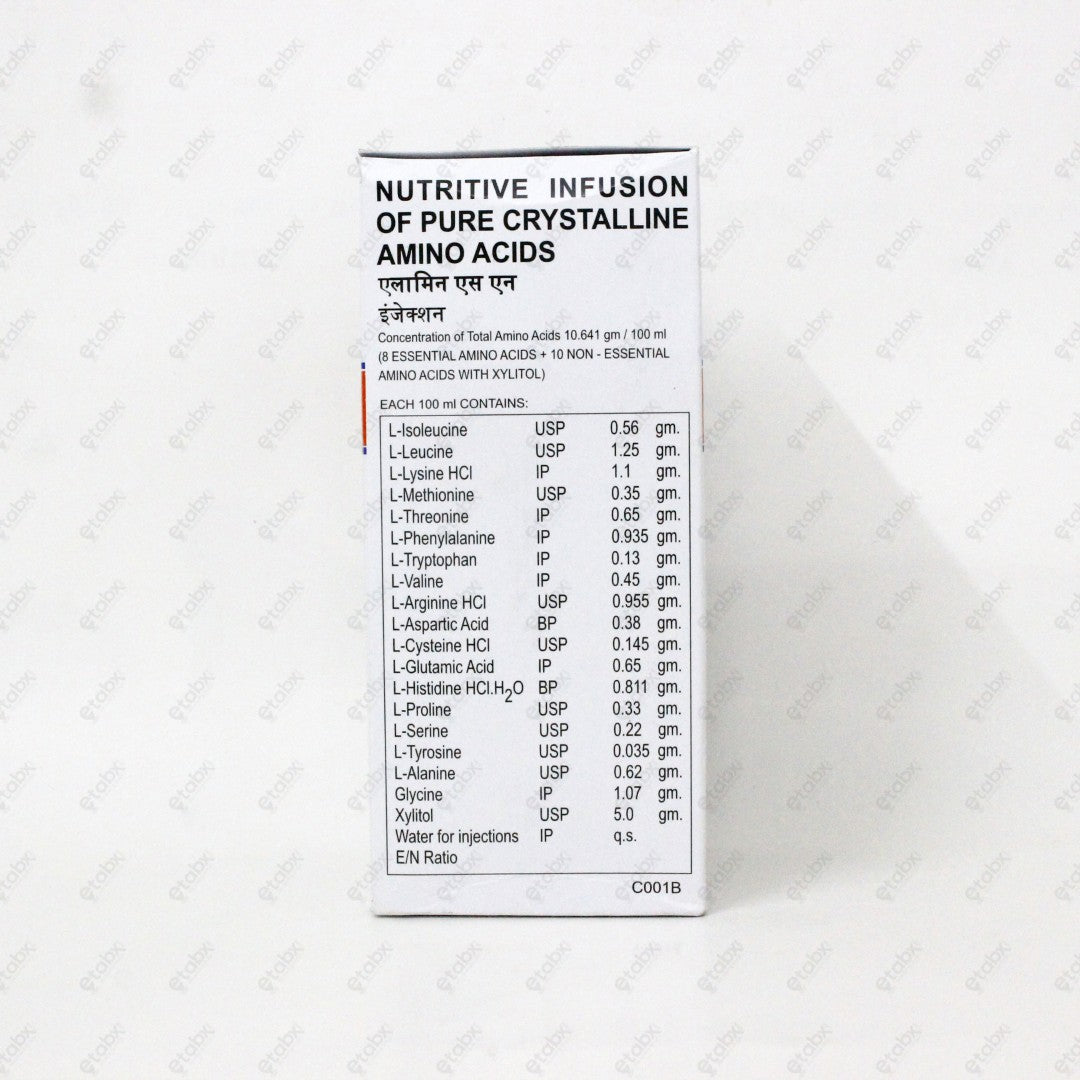 NUTRITIVE INFUSION
OF PURE CRYSTALLINE
AMINO ACIDS
एलामिन एस एन
इंजेक्शन
Concentration of Total Amino Acids 10.641 gm / 100 ml
(8 ESSENTIAL AMINO ACIDS + 10 NON - ESSENTIAL
AMINO ACIDS WITH XYLITOL)
EACH 100 ml CONTAINS:
L-Isoleucine USP 0.56 gm.
L-Leucine USP 1.25 gm.
L-Lysine HCl IP 1.1 gm.
L-Methionine USP 0.35 gm.
L-Threonine IP 0.65 gm.
L-Phenylalanine IP 0.935 gm.
L-Tryptophan IP 0.13 gm.
L-Valine IP 0.45 gm.
L-Arginine HCl USP 0.955 gm.
L-Aspartic Acid BP 0.38 gm.
L-Cysteine HCl USP 0.145 gm.
L-Glutamic Acid IP 0.65 gm.
L-Histidine HCl.H2O BP 0.811 gm.
L-Proline USP 0.33 gm.
L-Serine USP 0.22 gm.
L-Tyrosine USP 0.035 gm.
L-Alanine USP 0.62 gm.
Glycine IP 1.07 gm.
Xylitol USP 5.0 gm.
Water for injections IP q.s.
E/N Ratio
C001B
etabx